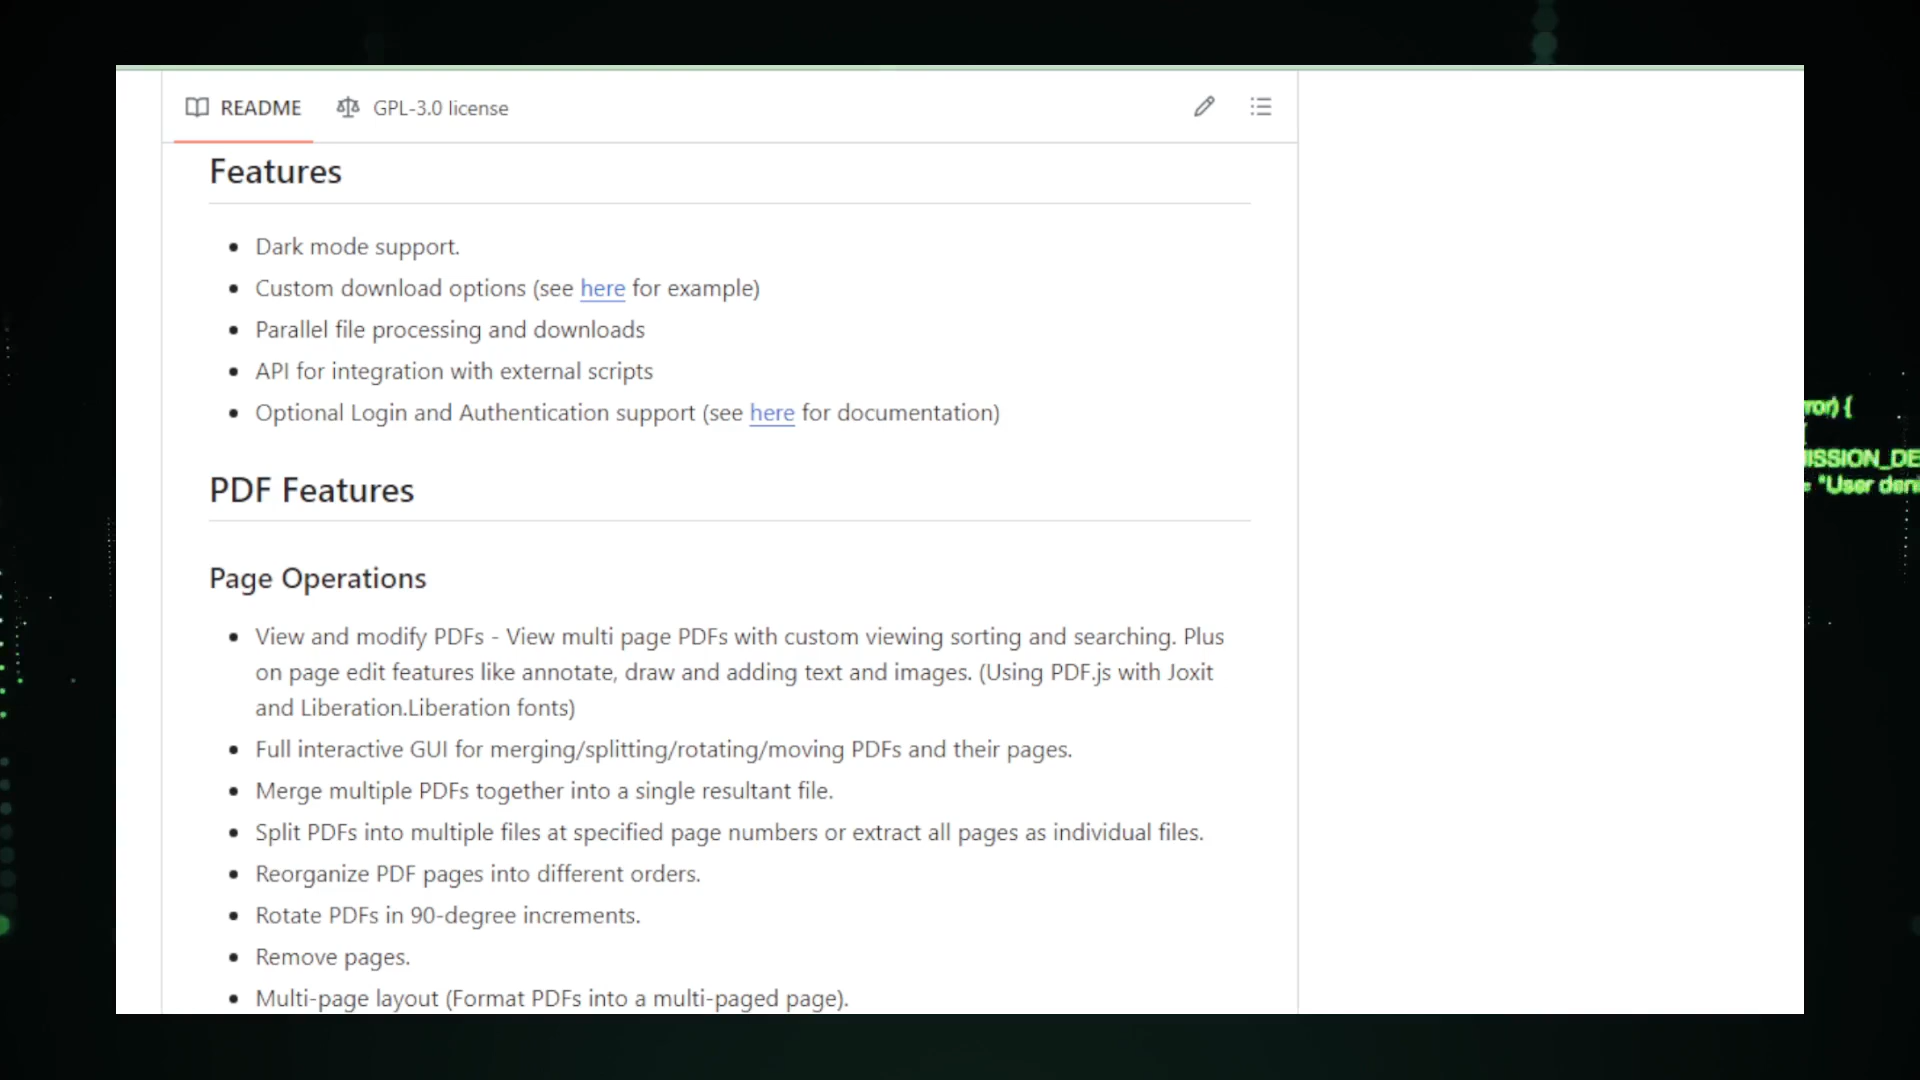 README GPL-3.0 license
Features
Dark mode support.
Custom download options (see here for example)
Parallel file processing and downloads
API for integration with external scripts
Optional Login and Authentication support (see here for documentation)
PDF Features
Page Operations
View and modify PDFs - View multi page PDFs with custom viewing sorting and searching. Plus
on page edit features like annotate, draw and adding text and images. (Using PDF.js with Joxit
and Liberation.Liberation fonts)
Full interactive GUI for merging/splitting/rotating/moving PDFs and their pages.
Merge multiple PDFs together into a single resultant file.
Split PDFs into multiple files at specified page numbers or extract all pages as individual files.
Reorganize PDF pages into different orders.
Rotate PDFs in 90-degree increments.
Remove pages.
Multi-page layout (Format PDFs into a multi-paged page).
ror) {
{
ISSION_DE
= "User deni